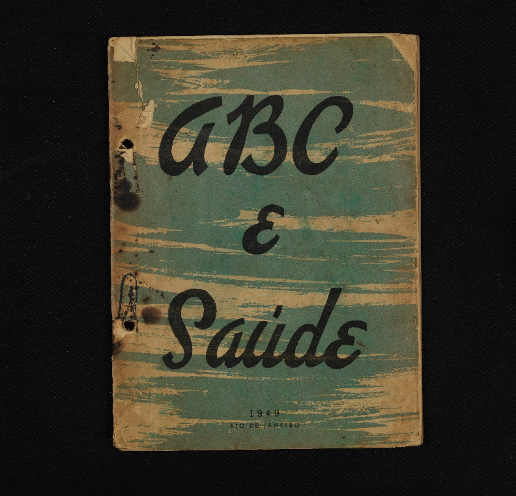 ABC
E
Saúde
1949
RIO DE JANEIRO